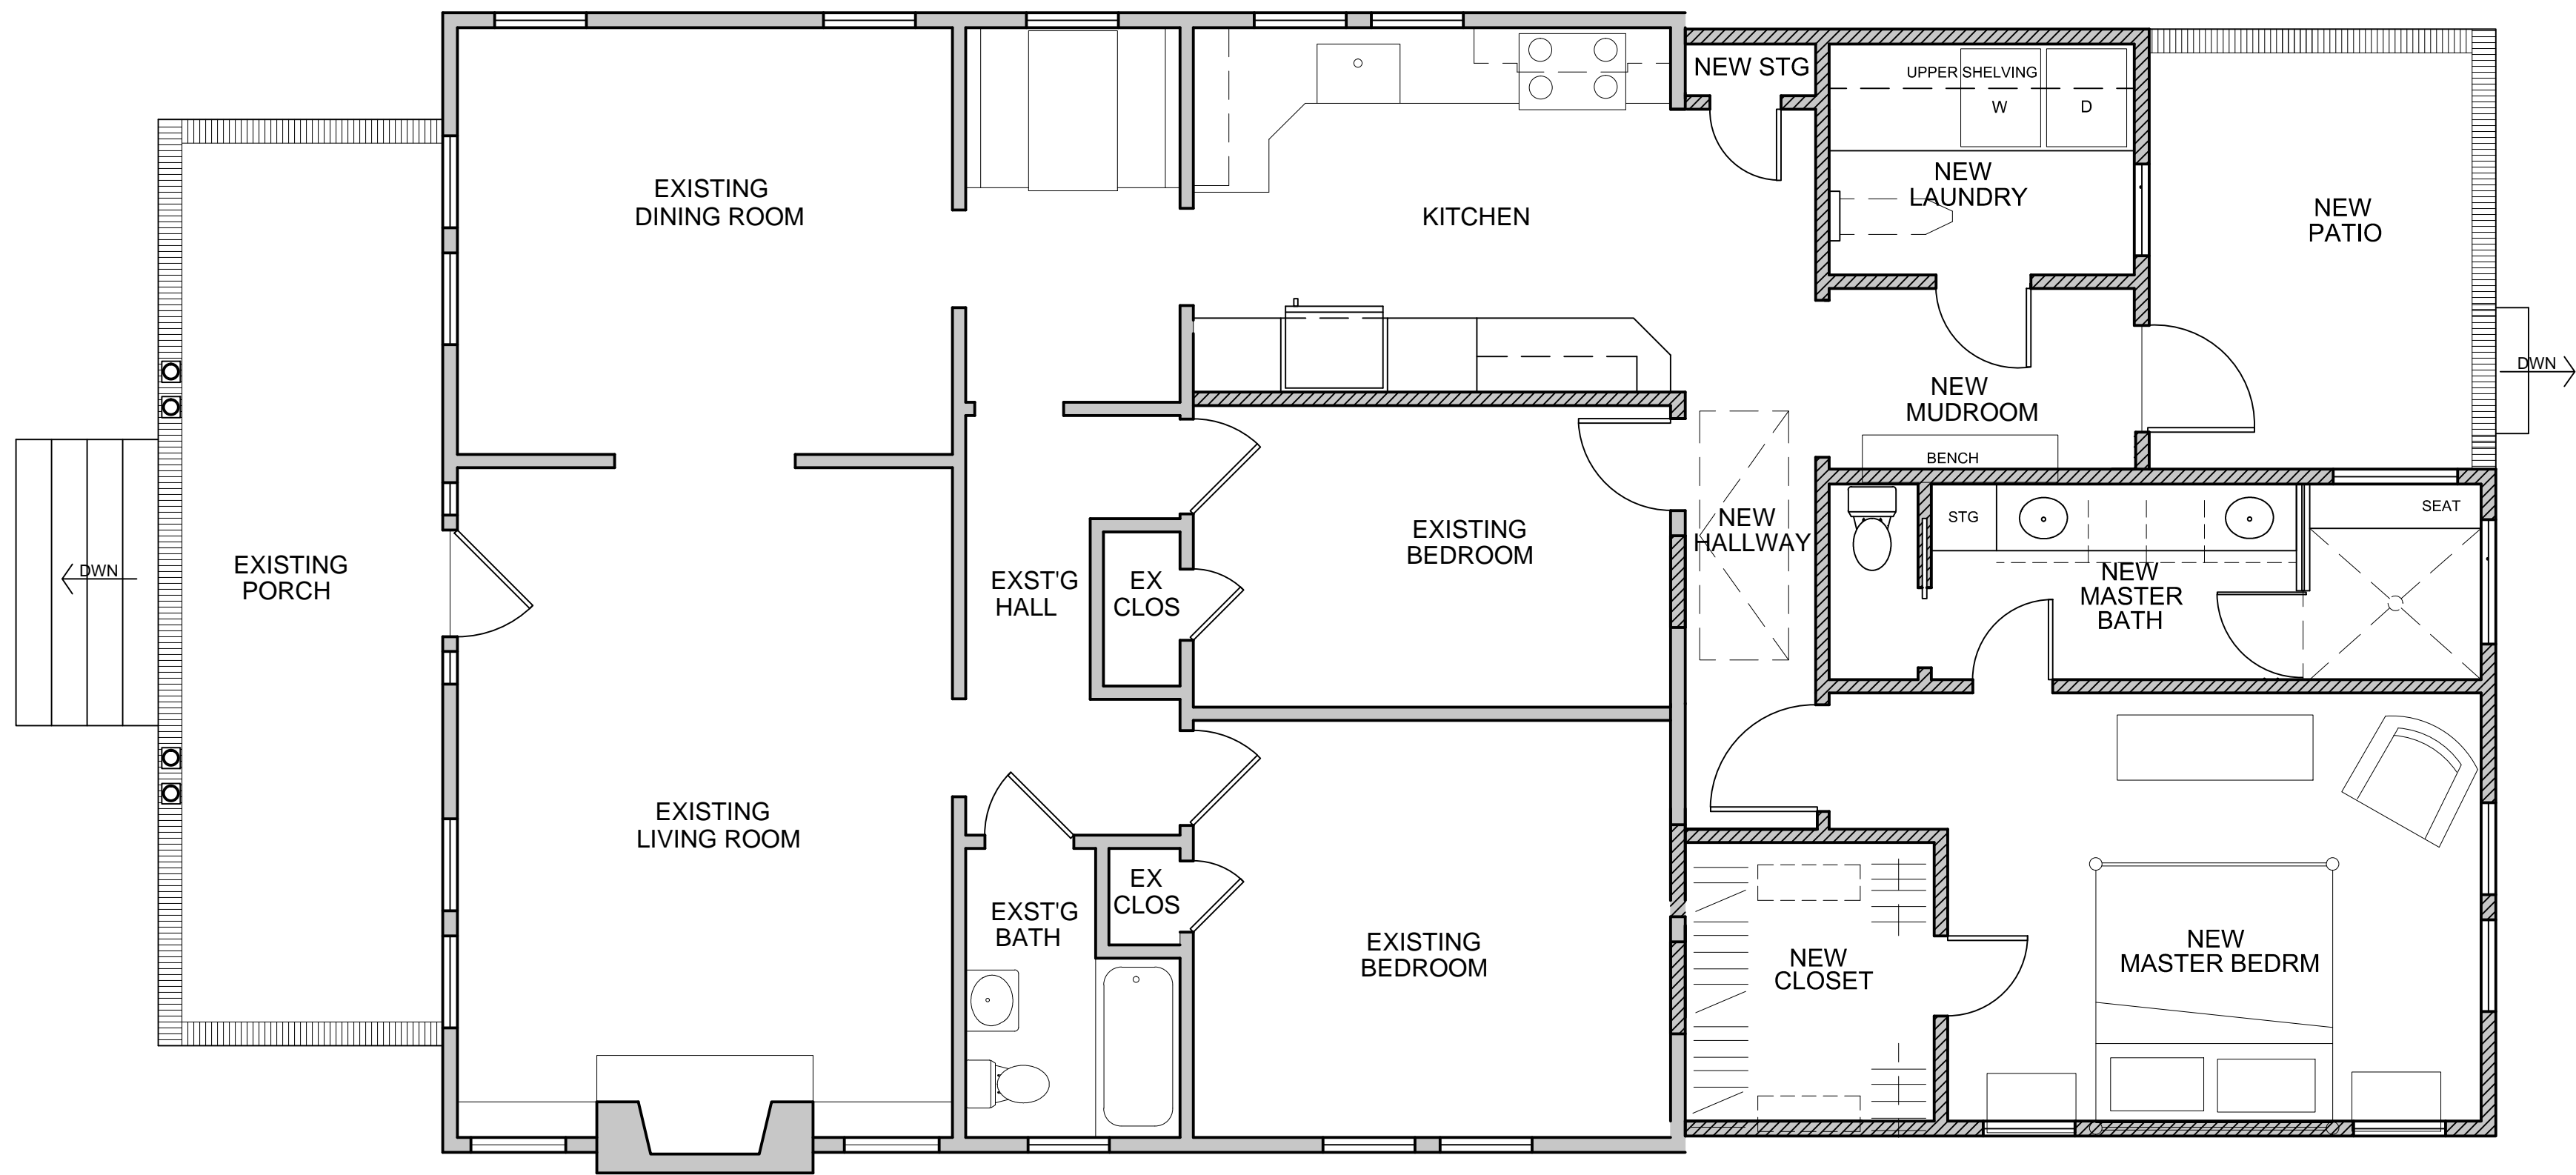 NEW STG
UPPER SHELVING
W
D
EXISTING
DINING ROOM
KITCHEN
NEW
LAUNDRY
NEW
PATIO
DWN
NEW
MUDROOM
BENCH
EXISTING
PORCH
DWN
EXST'G
HALL
EX
CLOS
EXISTING
BEDROOM
NEW
HALLWAY
STG
SEAT
NEW
MASTER
BATH
EXISTING
LIVING ROOM
EX
CLOS
EXST'G
BATH
EXISTING
BEDROOM
NEW
CLOSET
NEW
MASTER BEDRM